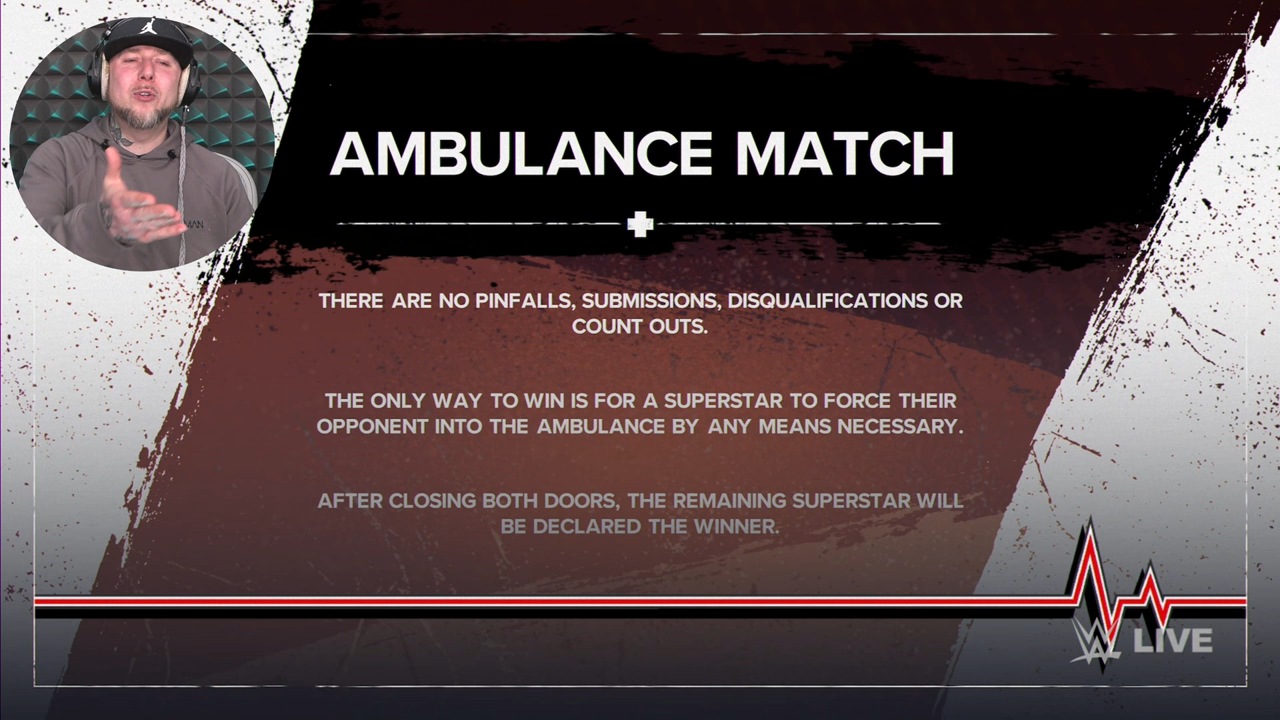 AMBULANCE MATCH
THERE ARE NO PINFALLS, SUBMISSIONS, DISQUALIFICATIONS OR
COUNT OUTS.
THE ONLY WAY TO WIN IS FOR A SUPERSTAR TO FORCE THEIR
OPPONENT INTO THE AMBULANCE BY ANY MEANS NECESSARY.
AFTER CLOSING BOTH DOORS, THE REMAINING SUPERSTAR WILL
BE DECLARED THE WINNER.
LIVE